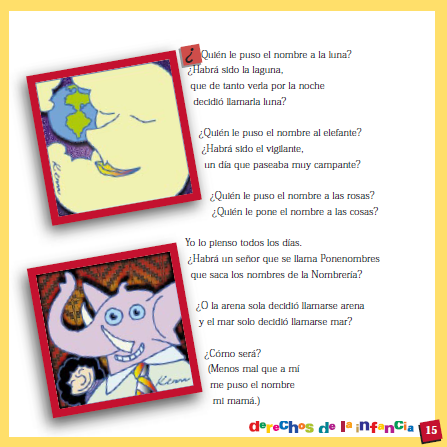 ¿Quién le puso el nombre a la luna?
¿Habrá sido la laguna,
que de tanto verla por la noche
decidió llamarla luna?
¿Quién le puso el nombre al elefante?
¿Habrá sido el vigilante,
un día que paseaba muy campante?
¿Quién le puso el nombre a las rosas?
¿Quién le pone el nombre a las cosas?
Yo lo pienso todos los días.
¿Habrá un señor que se llama Ponenombres
que saca los nombres de la Nombrería?
¿O la arena sola decidió llamarse arena
y el mar solo decidió llamarse mar?
¿Cómo será?
(Menos mal que a mí
me puso el nombre
mi mamá.)
Kenn
Kenn
derechos de la infancia 15